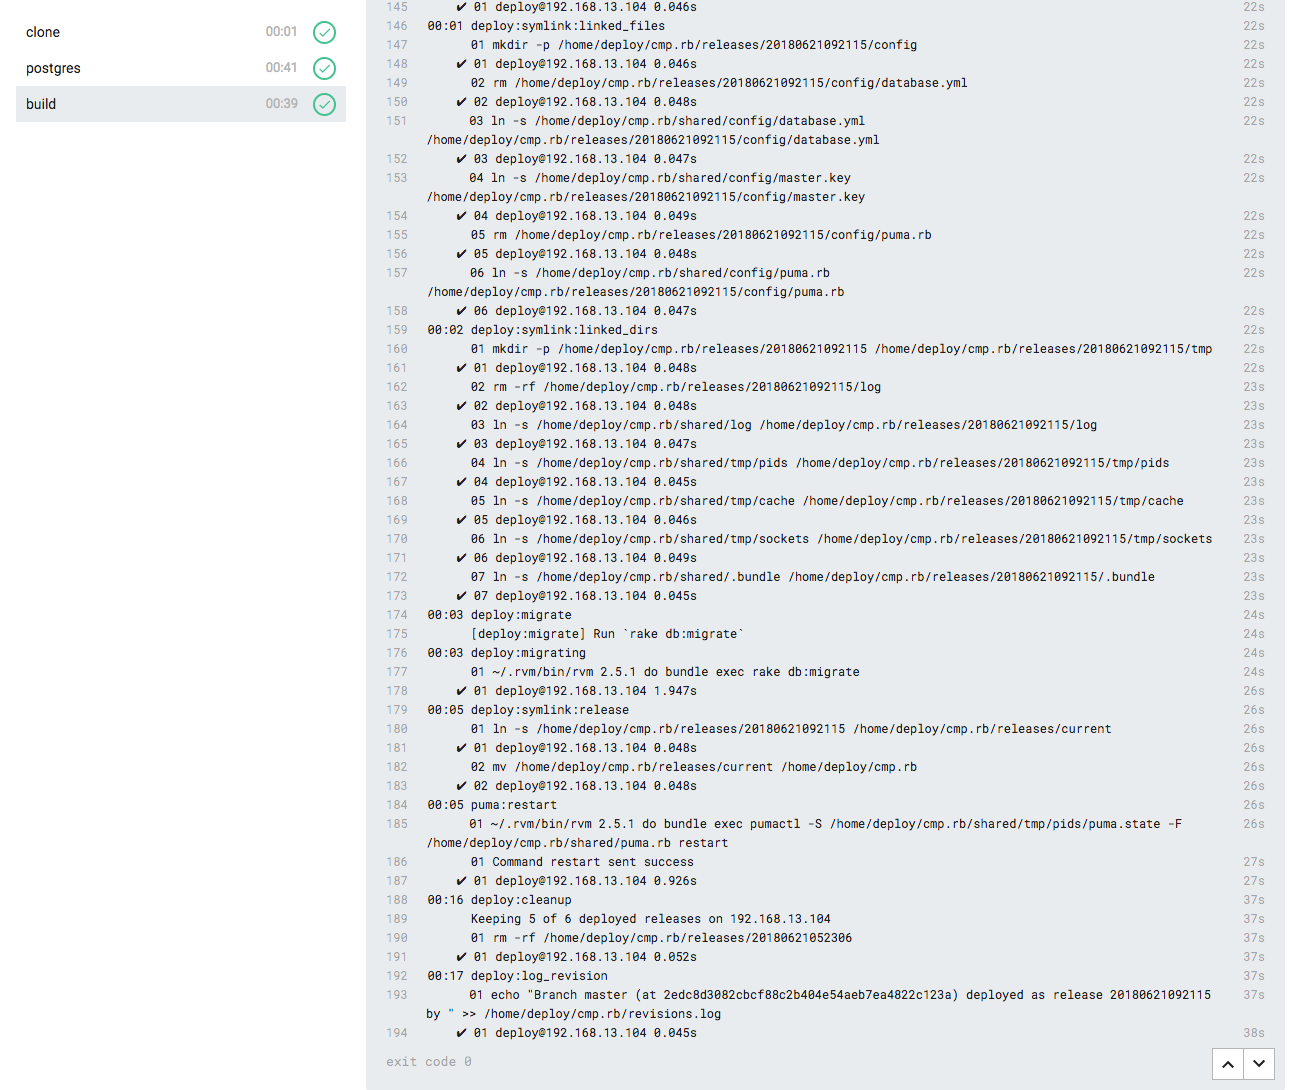 clone 00:01
postgres 00:41
build 00:39
145 ✔ 01 deploy@192.168.13.104 0.046s 22s
146 00:01 deploy:symlink:linked_files 22s
147 01 mkdir -p /home/deploy/cmp.rb/releases/20180621092115/config 22s
148 ✔ 01 deploy@192.168.13.104 0.046s 22s
149 02 rm /home/deploy/cmp.rb/releases/20180621092115/config/database.yml 22s
150 ✔ 02 deploy@192.168.13.104 0.048s 22s
151 03 ln -s /home/deploy/cmp.rb/shared/config/database.yml 22s
/home/deploy/cmp.rb/releases/20180621092115/config/database.yml
152 ✔ 03 deploy@192.168.13.104 0.047s 22s
153 04 ln -s /home/deploy/cmp.rb/shared/config/master.key 22s
/home/deploy/cmp.rb/releases/20180621092115/config/master.key
154 ✔ 04 deploy@192.168.13.104 0.049s 22s
155 05 rm /home/deploy/cmp.rb/releases/20180621092115/config/puma.rb 22s
156 ✔ 05 deploy@192.168.13.104 0.048s 22s
157 06 ln -s /home/deploy/cmp.rb/shared/config/puma.rb 22s
/home/deploy/cmp.rb/releases/20180621092115/config/puma.rb
158 ✔ 06 deploy@192.168.13.104 0.047s 22s
159 00:02 deploy:symlink:linked_dirs 22s
160 01 mkdir -p /home/deploy/cmp.rb/releases/20180621092115 /home/deploy/cmp.rb/releases/20180621092115/tmp 22s
161 ✔ 01 deploy@192.168.13.104 0.048s 22s
162 02 rm -rf /home/deploy/cmp.rb/releases/20180621092115/log 23s
163 ✔ 02 deploy@192.168.13.104 0.048s 23s
164 03 ln -s /home/deploy/cmp.rb/shared/log /home/deploy/cmp.rb/releases/20180621092115/log 23s
165 ✔ 03 deploy@192.168.13.104 0.047s 23s
166 04 ln -s /home/deploy/cmp.rb/shared/tmp/pids /home/deploy/cmp.rb/releases/20180621092115/tmp/pids 23s
167 ✔ 04 deploy@192.168.13.104 0.045s 23s
168 05 ln -s /home/deploy/cmp.rb/shared/tmp/cache /home/deploy/cmp.rb/releases/20180621092115/tmp/cache 23s
169 ✔ 05 deploy@192.168.13.104 0.046s 23s
170 06 ln -s /home/deploy/cmp.rb/shared/tmp/sockets /home/deploy/cmp.rb/releases/20180621092115/tmp/sockets 23s
171 ✔ 06 deploy@192.168.13.104 0.049s 23s
172 07 ln -s /home/deploy/cmp.rb/shared/.bundle /home/deploy/cmp.rb/releases/20180621092115/.bundle 23s
173 ✔ 07 deploy@192.168.13.104 0.045s 23s
174 00:03 deploy:migrate 24s
175 [deploy:migrate] Run `rake db:migrate` 24s
176 00:03 deploy:migrating 24s
177 01 ~/.rvm/bin/rvm 2.5.1 do bundle exec rake db:migrate 24s
178 ✔ 01 deploy@192.168.13.104 1.947s 26s
179 00:05 deploy:symlink:release 26s
180 01 ln -s /home/deploy/cmp.rb/releases/20180621092115 /home/deploy/cmp.rb/releases/current 26s
181 ✔ 01 deploy@192.168.13.104 0.048s 26s
182 02 mv /home/deploy/cmp.rb/releases/current /home/deploy/cmp.rb 26s
183 ✔ 02 deploy@192.168.13.104 0.048s 26s
184 00:05 puma:restart 26s
185 01 ~/.rvm/bin/rvm 2.5.1 do bundle exec pumactl -S /home/deploy/cmp.rb/shared/tmp/pids/puma.state -F 26s
/home/deploy/cmp.rb/shared/puma.rb restart
186 01 Command restart sent success 27s
187 ✔ 01 deploy@192.168.13.104 0.926s 27s
188 00:16 deploy:cleanup 37s
189 Keeping 5 of 6 deployed releases on 192.168.13.104 37s
190 01 rm -rf /home/deploy/cmp.rb/releases/20180621052306 37s
191 ✔ 01 deploy@192.168.13.104 0.052s 37s
192 00:17 deploy:log_revision 37s
193 01 echo "Branch master (at 2edc8d3082cbcf88c2b404e54aeb7ea4822c123a) deployed as release 20180621092115 37s
by " >> /home/deploy/cmp.rb/revisions.log
194 ✔ 01 deploy@192.168.13.104 0.045s 38s
exit code 0